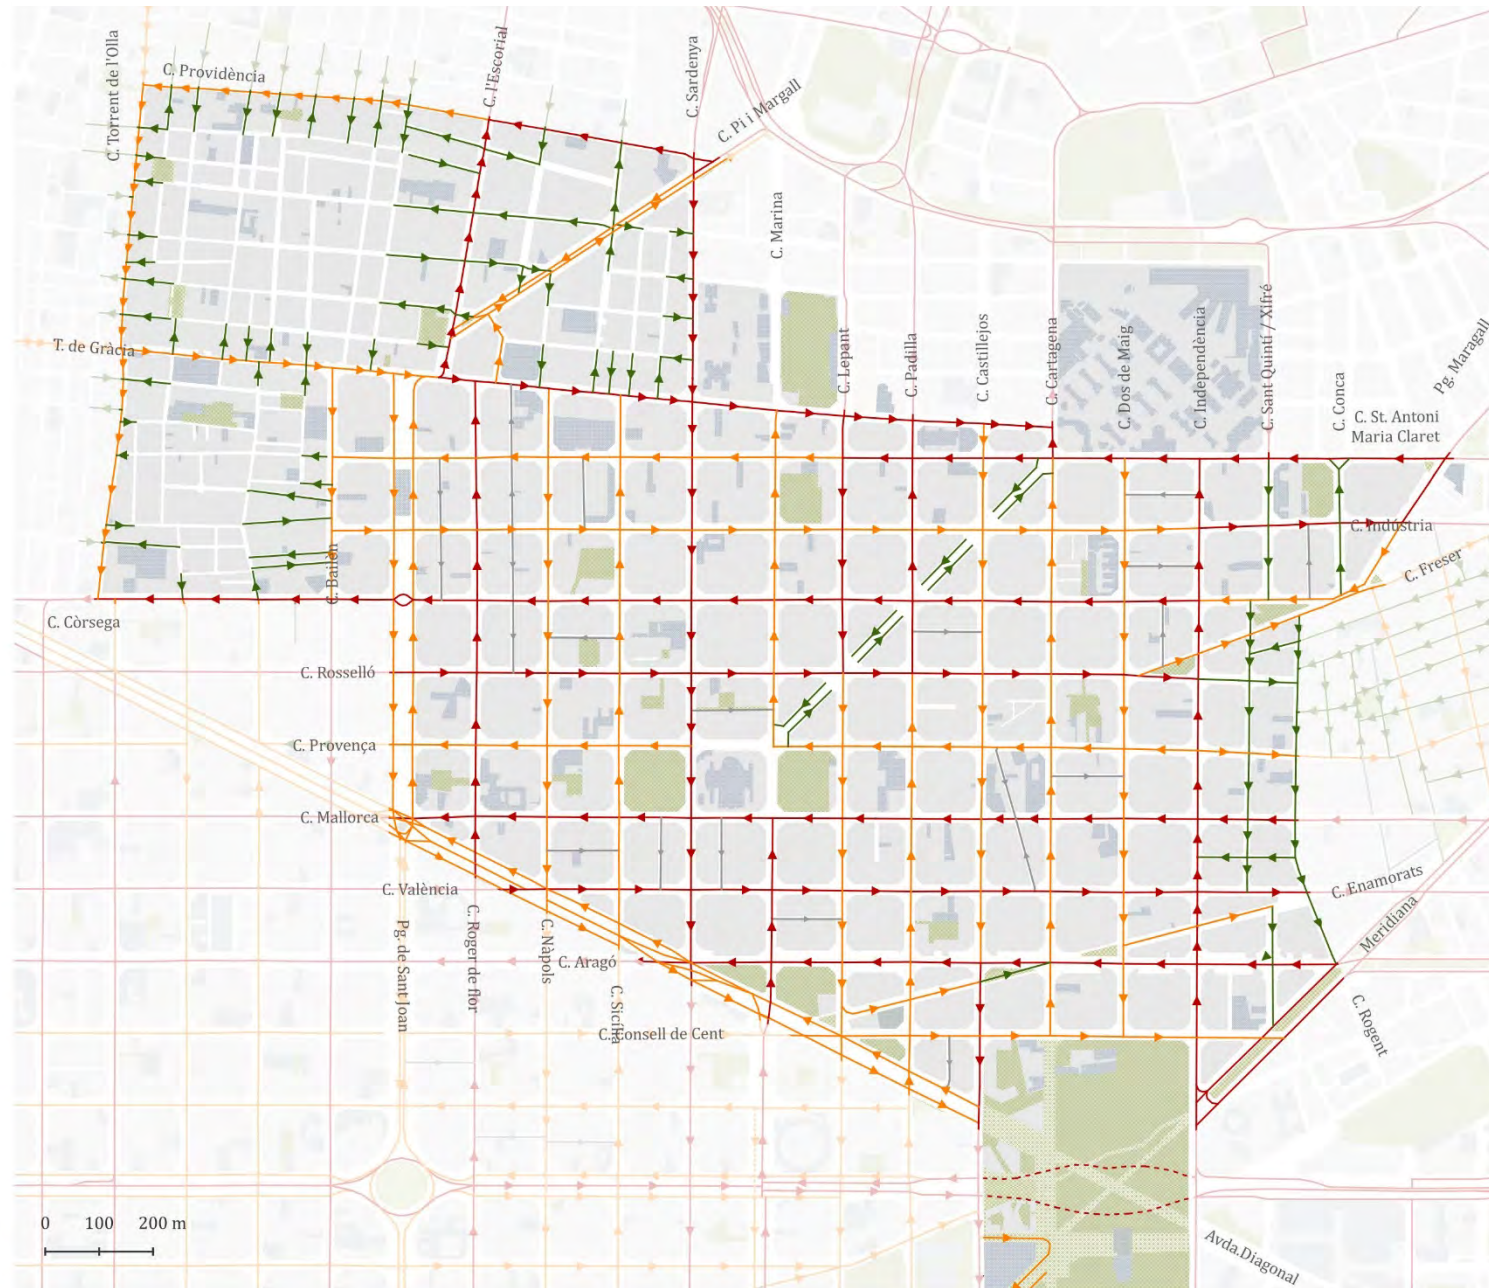 C. Torrent de l'Olla
C. Providència
C. l'Escorial
C. Sardenya
C. Pi i Margall
C. Marina
T. de Gràcia
C. Lepant
C. Padilla
C. Castillejos
C. Cartagena
C. Dos de Maig
C. Independència
C. Sant Quintí / Xifré
C. Conca
Pg. Maragall
C. St. Antoni
Maria Claret
C. Indústria
C. Freser
C. Bailèn
C. Còrsega
C. Rosselló
C. Provença
C. Mallorca
C. València
C. Enamorats
Meridiana
Pg. de Sant Joan
C. Roger de flor
C. Nàpols
C. Aragó
C. Sicília
C. Consell de Cent
C. Rogent
0 100 200 m
Avda.Diagonal